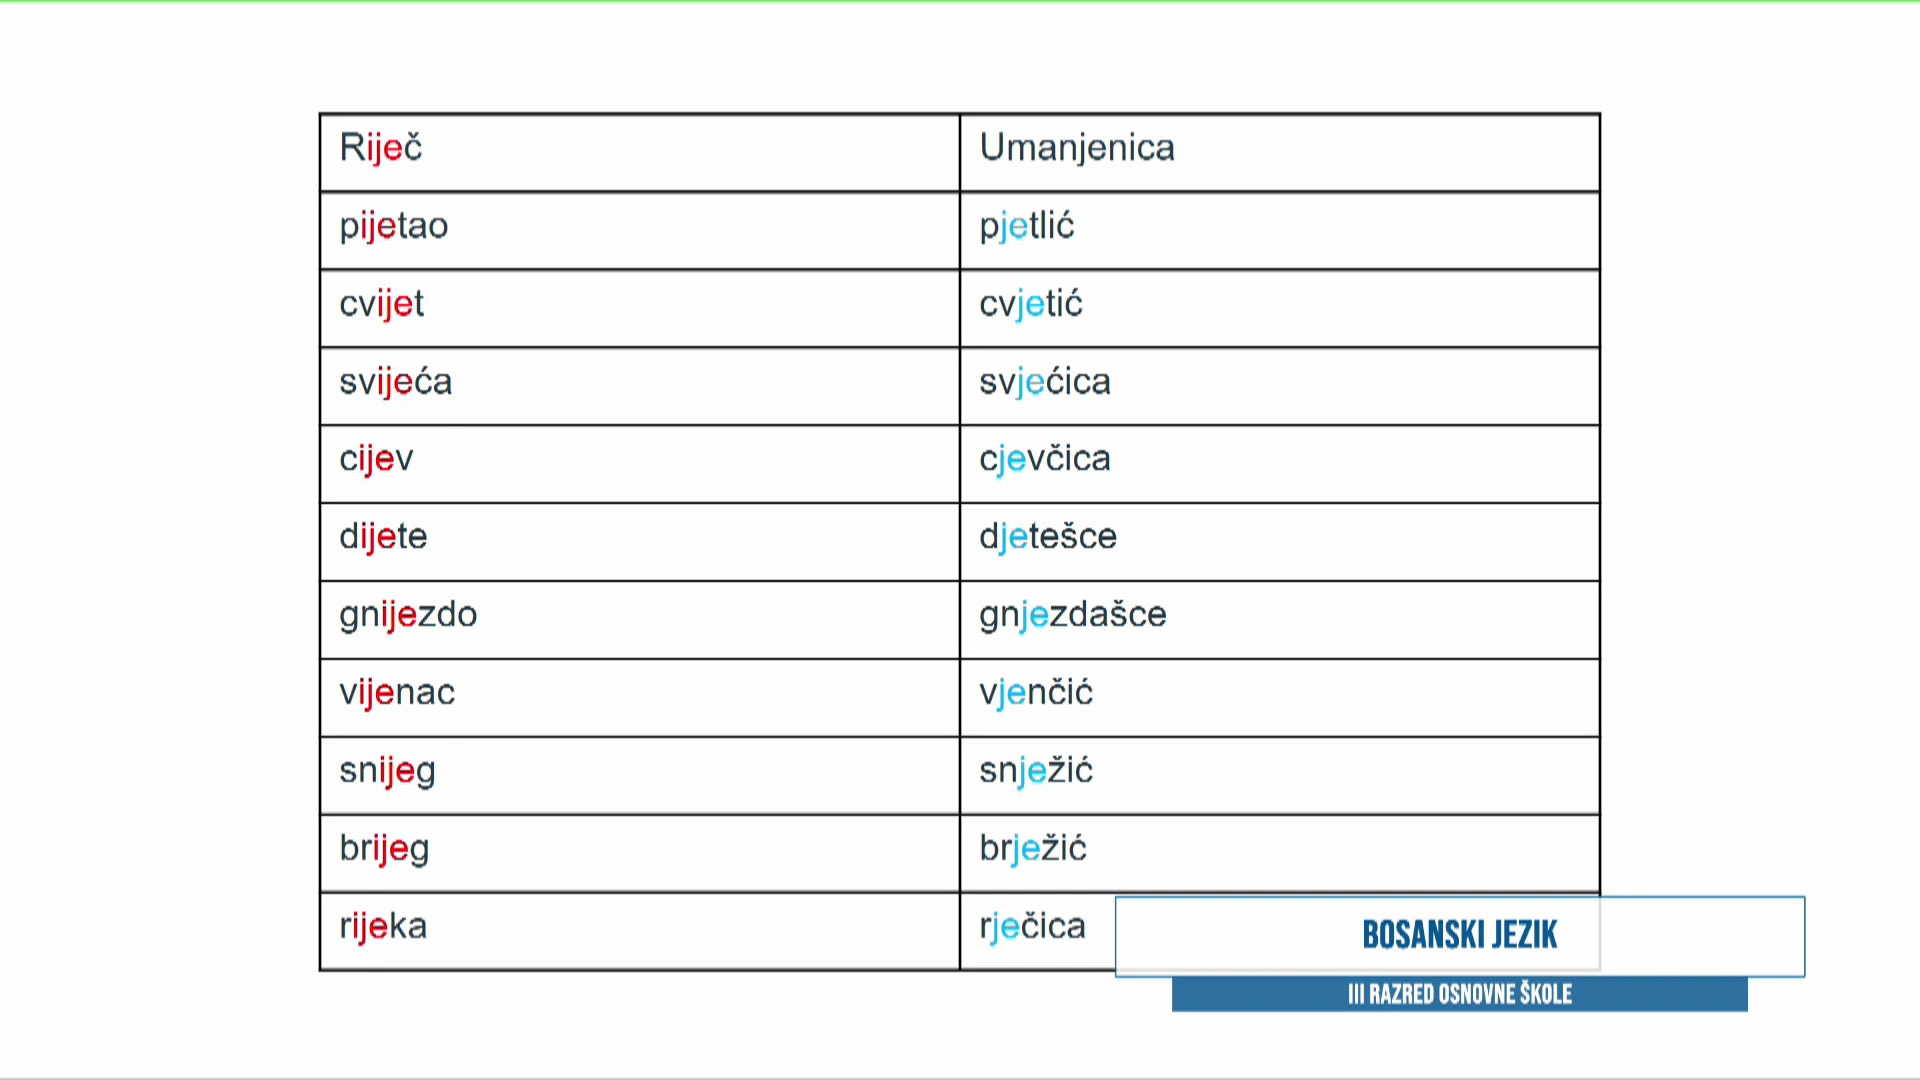 Riječ Umanjenica
pijetao pjetlić
cvijet cvjetić
svijeća svjećica
cijev cjevčica
dijete djetešce
gnijezdo gnjezdašce
vijenac vjenčić
snijeg snježić
brijeg brježić
rijeka rječica
BOSANSKI JEZIK
III RAZRED OSNOVNE ŠKOLE